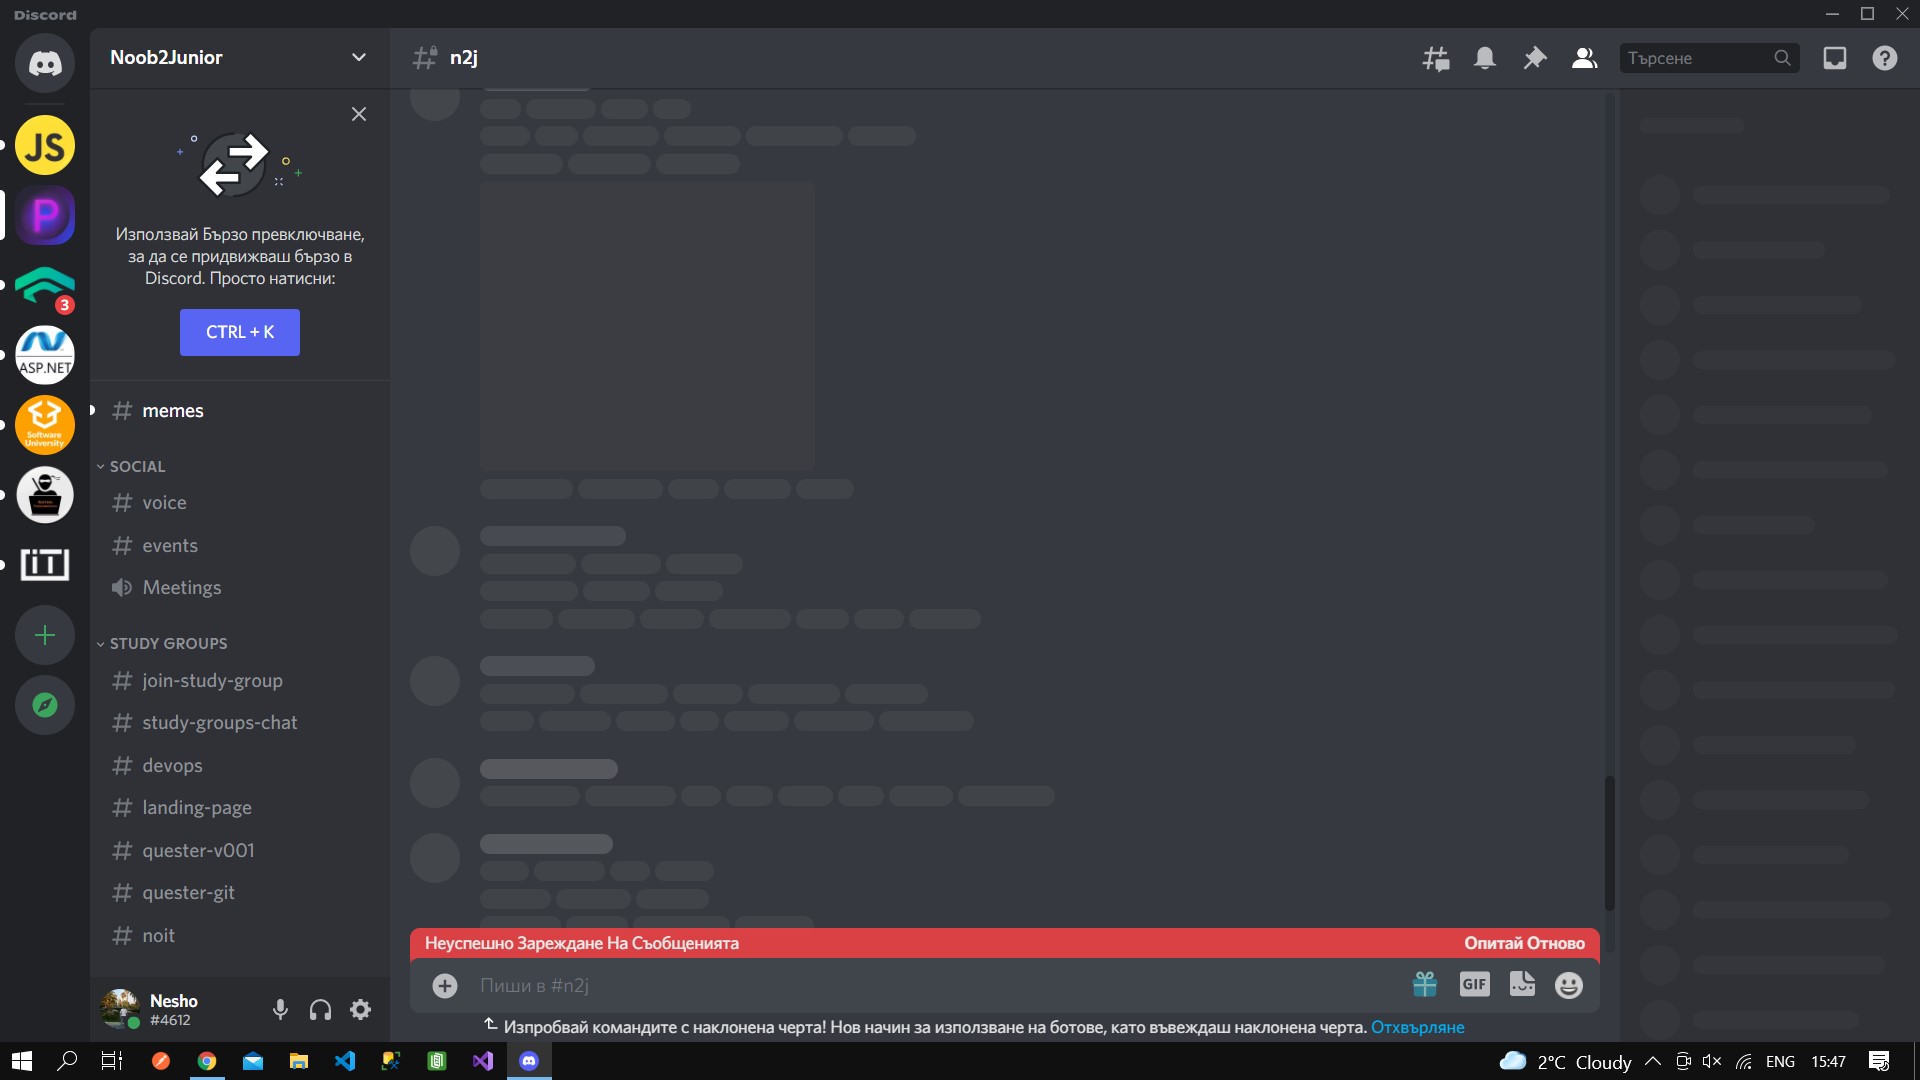 Discord
Noob2Junior
n2j
Търсене
JS
P
3
ASP.NET
Software
University
iT
Използвай Бързо превключване,
за да се придвижваш бързо в
Discord. Просто натисни:
CTRL + K
memes
SOCIAL
voice
events
Meetings
STUDY GROUPS
join-study-group
study-groups-chat
devops
landing-page
quester-v001
quester-git
noit
Nesho
#4612
Неуспешно Зареждане На Съобщенията
Опитай Отново
Пиши в #n2j
GIF
Изпробвай командите с наклонена черта! Нов начин за използване на ботове, като въвеждаш наклонена черта. Отхвърляне
2°C Cloudy
ENG
15:47